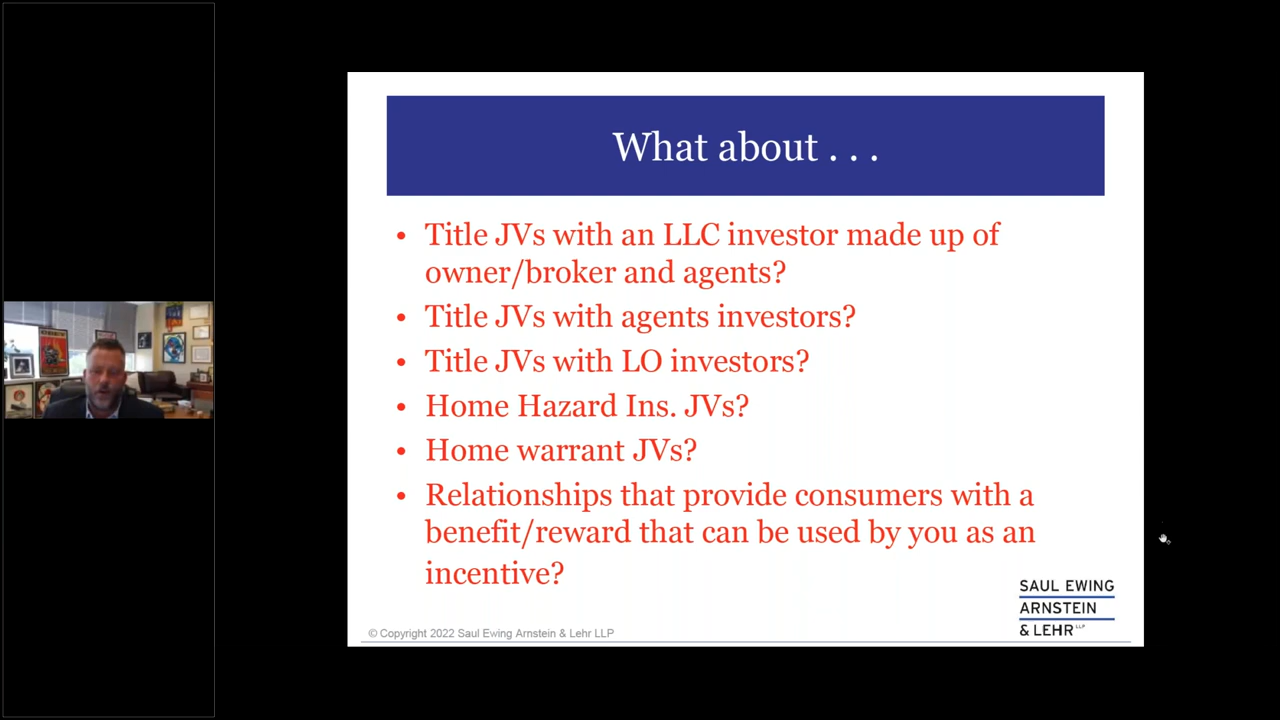 What about . . .
• Title JVs with an LLC investor made up of
owner/broker and agents?
• Title JVs with agents investors?
• Title JVs with LO investors?
• Home Hazard Ins. JVs?
• Home warrant JVs?
• Relationships that provide consumers with a
benefit/reward that can be used by you as an
incentive?
SAUL EWING
ARNSTEIN
& LEHR LLP
© Copyright 2022 Saul Ewing Arnstein & Lehr LLP